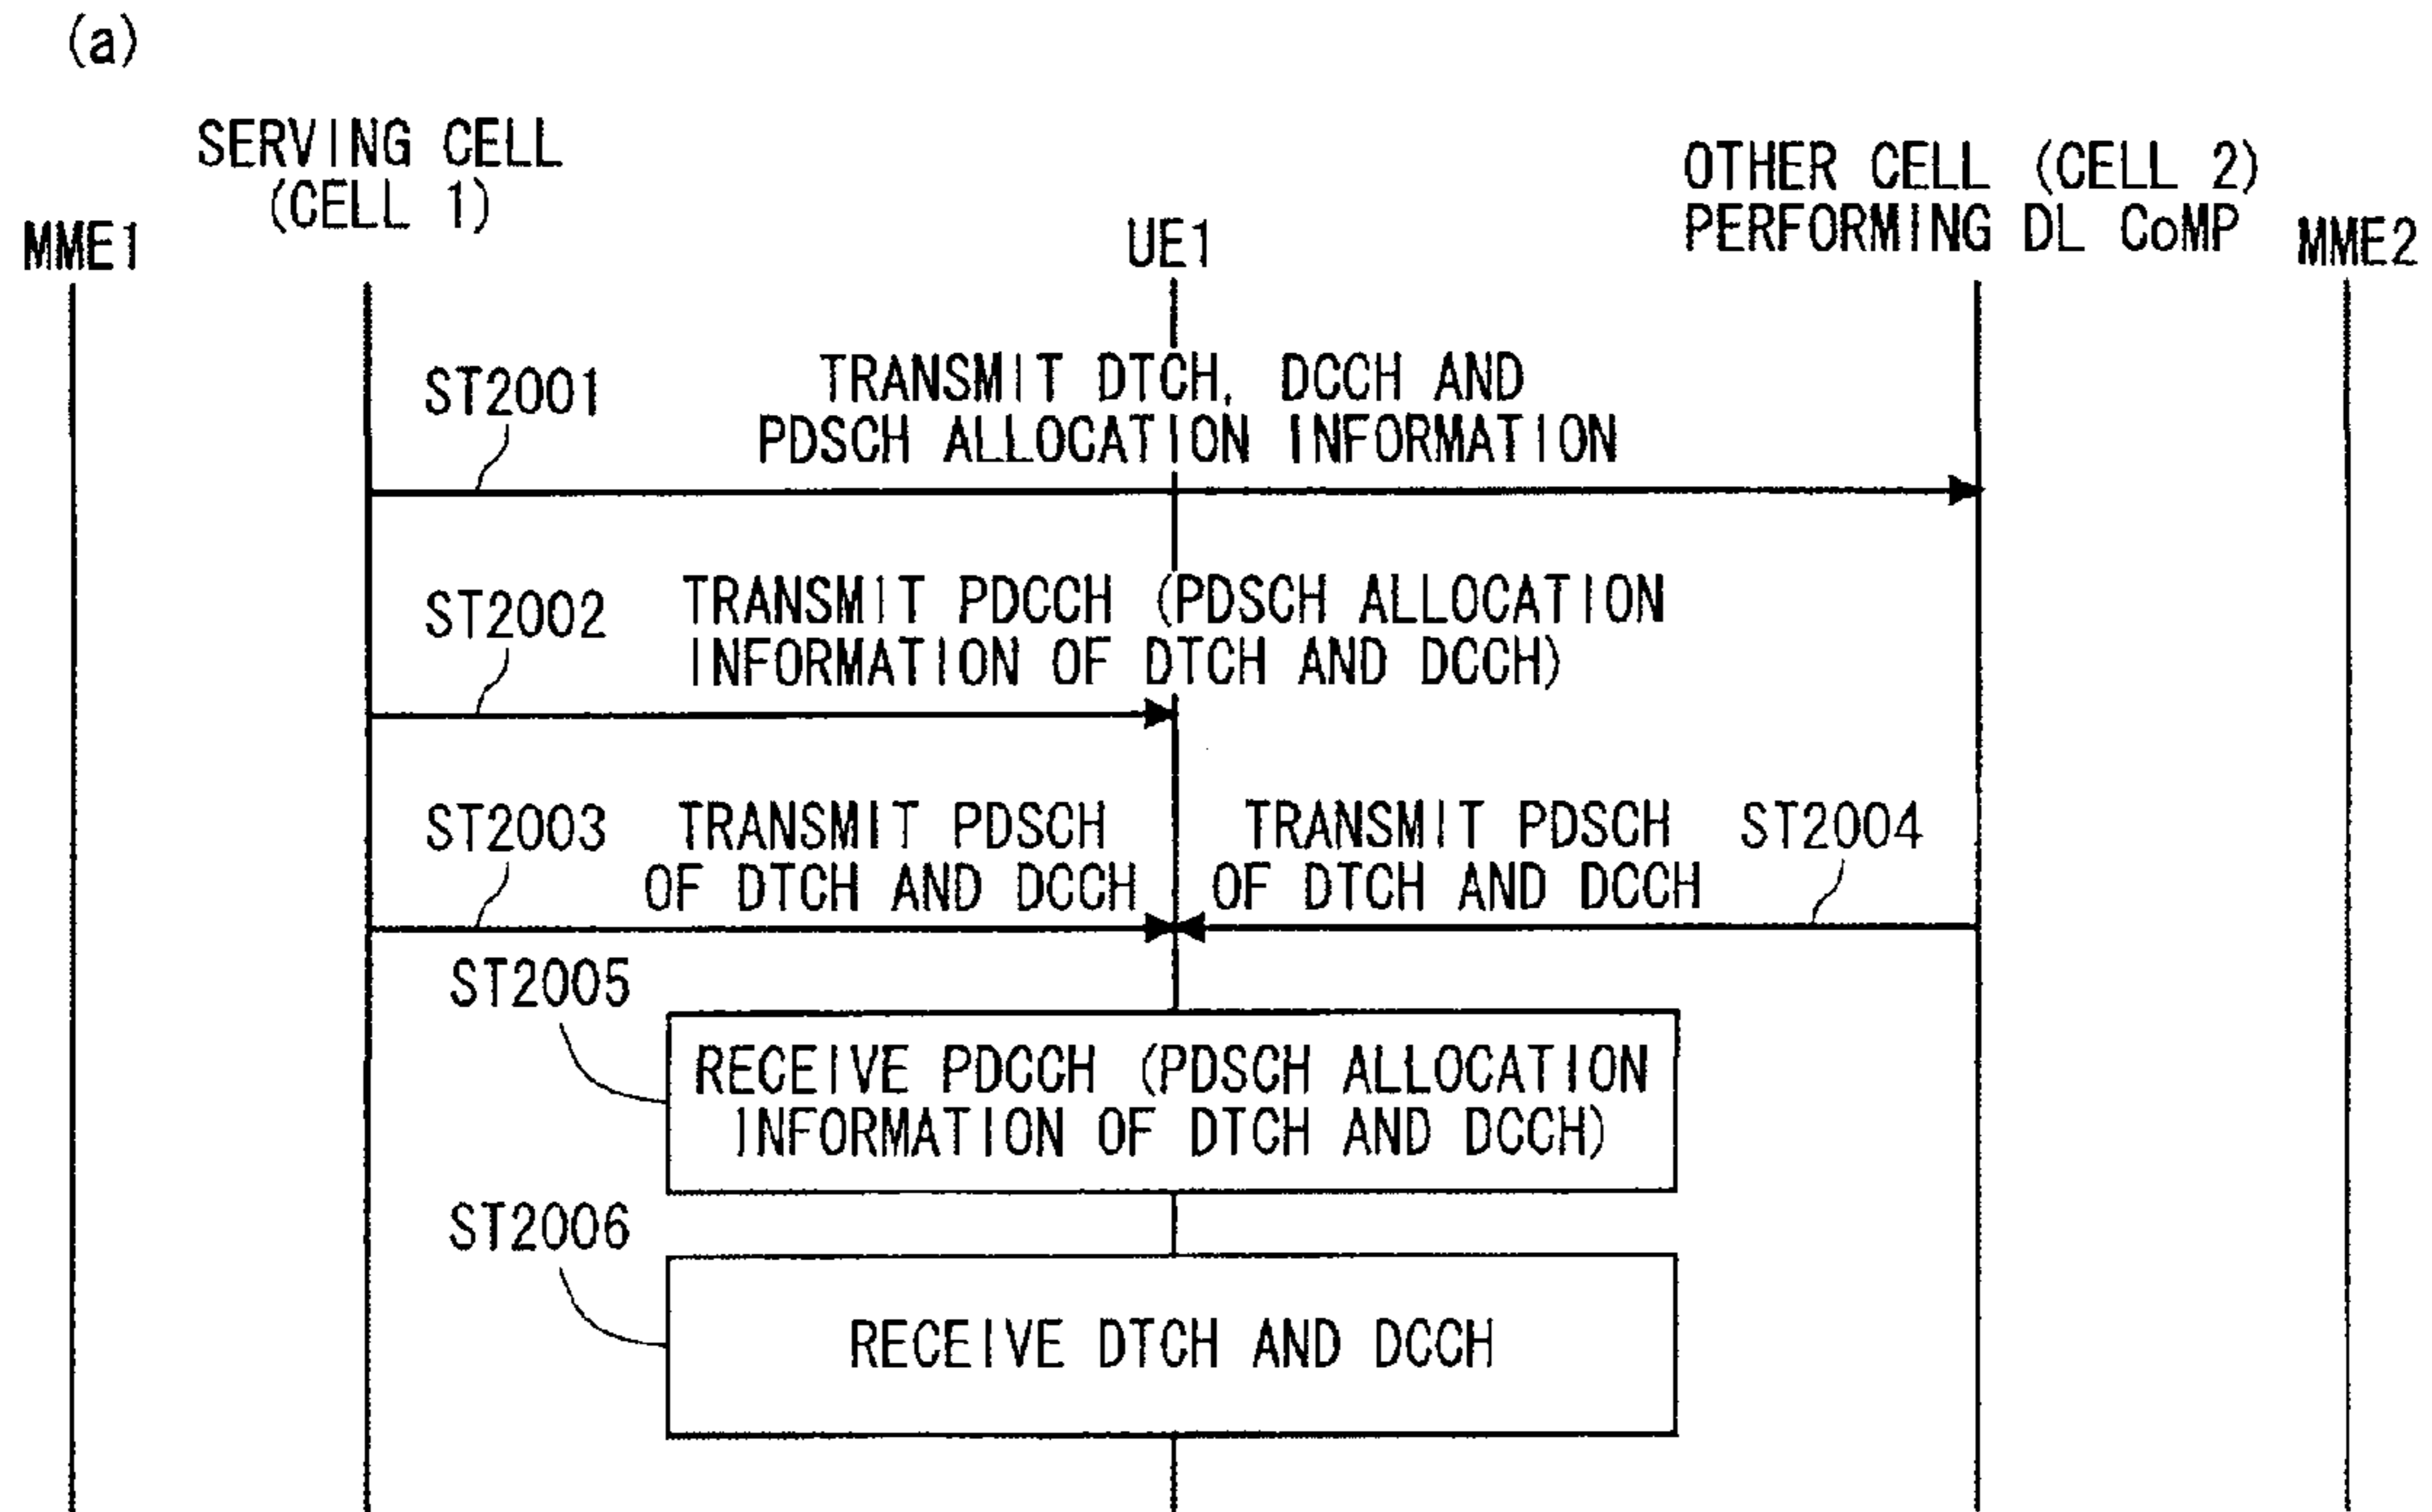 (a)
SERVING CELL
(CELL 1)
OTHER CELL (CELL 2)
PERFORMING DL CoMP
MME1
UE1
MME2
ST2001
TRANSMIT DTCH, DCCH AND
PDSCH ALLOCATION INFORMATION
ST2002
TRANSMIT PDCCH (PDSCH ALLOCATION
INFORMATION OF DTCH AND DCCH)
ST2003
TRANSMIT PDSCH
OF DTCH AND DCCH
TRANSMIT PDSCH
OF DTCH AND DCCH
ST2004
ST2005
RECEIVE PDCCH (PDSCH ALLOCATION
INFORMATION OF DTCH AND DCCH)
ST2006
RECEIVE DTCH AND DCCH